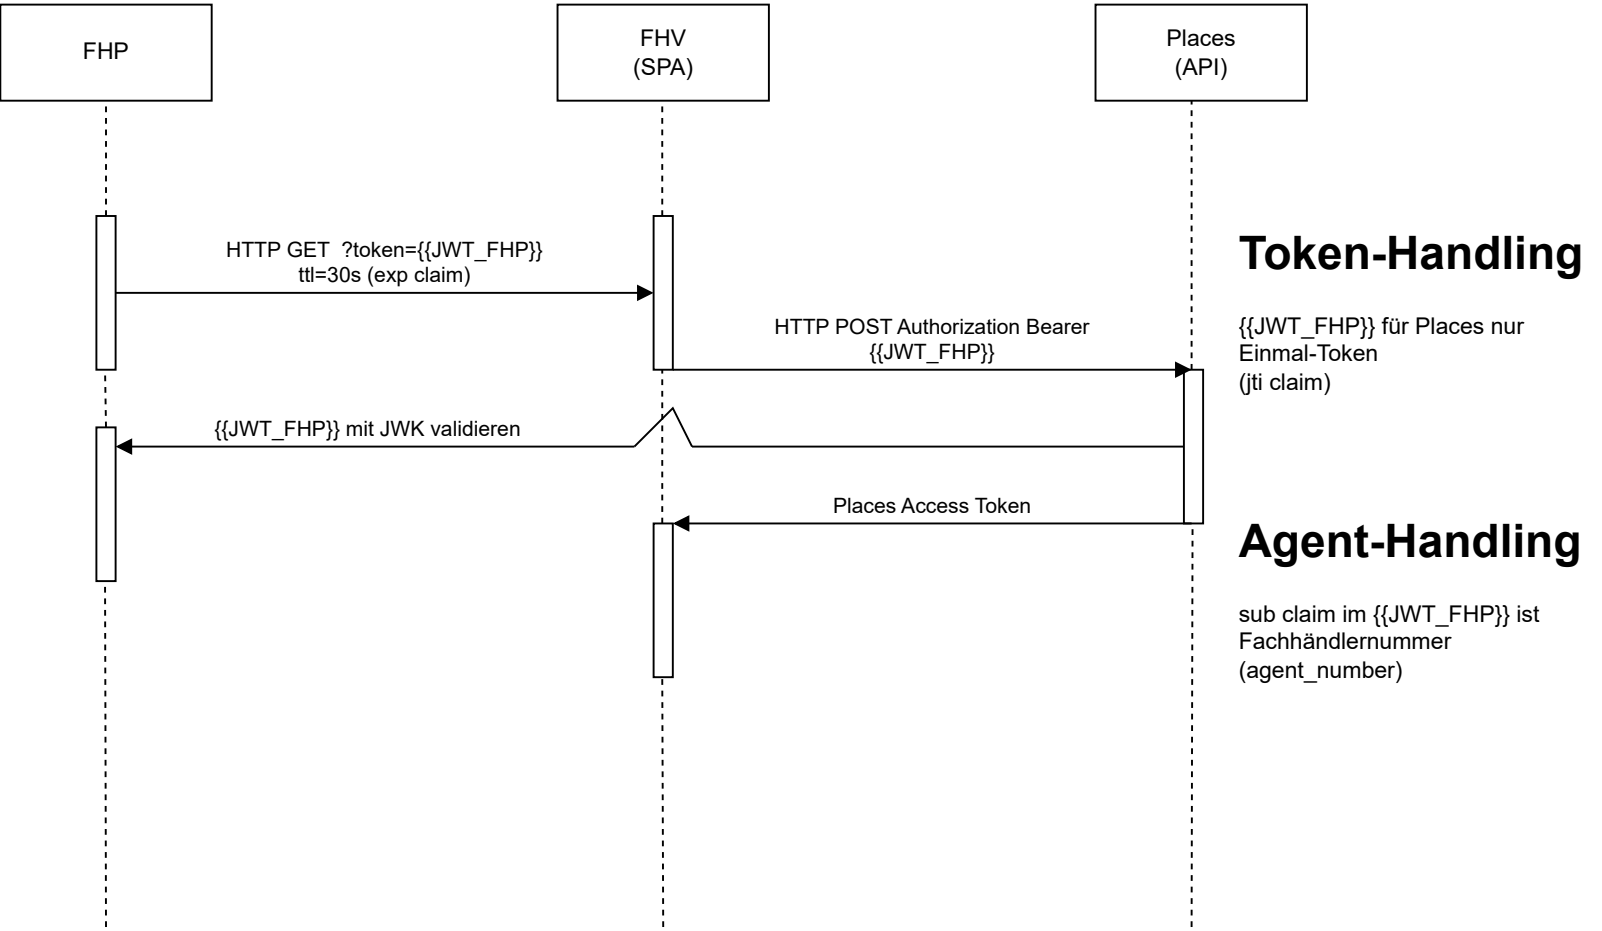 FHP
FHV
(SPA)
Places
(API)
HTTP GET  ?token={{JWT_FHP}}
ttl=30s (exp claim)
HTTP POST Authorization Bearer
{{JWT_FHP}}
{{JWT_FHP}} mit JWK validieren
Places Access Token
Token-Handling
{{JWT_FHP}} für Places nur
Einmal-Token
(jti claim)
Agent-Handling
sub claim im {{JWT_FHP}} ist
Fachhändlernummer
(agent_number)